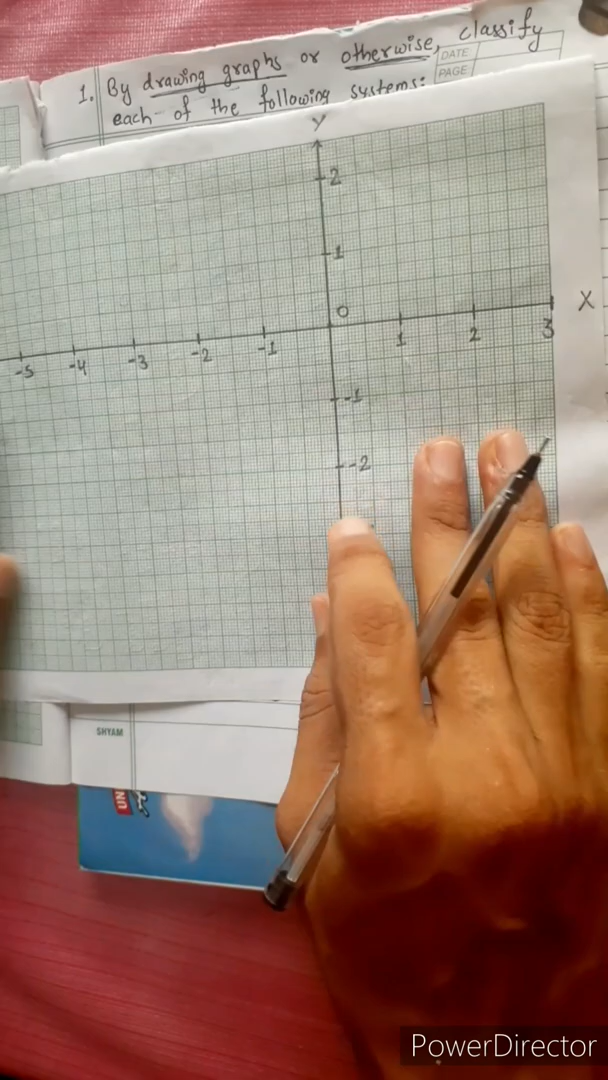 1. By drawing graphs or otherwise, classify
each of the following systems:
DATE
PAGE
Y
2
1
0
X
-5 -4 -3 -2 -1 1 2 3
-1
-2
SHYAM
UN
PowerDirector